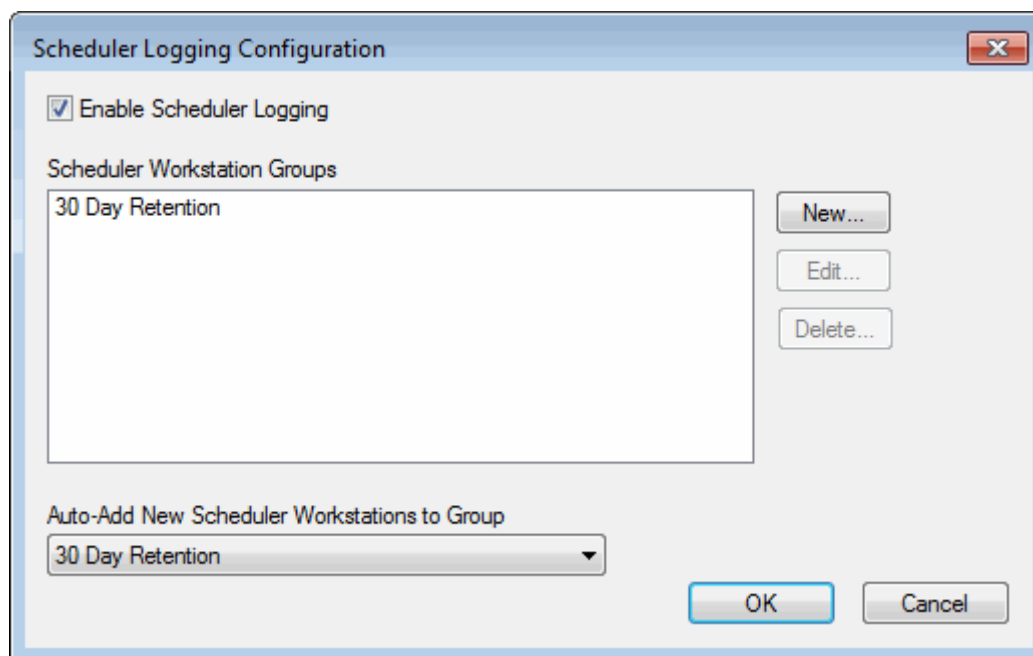 Scheduler Logging Configuration
Enable Scheduler Logging
Scheduler Workstation Groups
30 Day Retention
New...
Edit...
Delete...
Auto-Add New Scheduler Workstations to Group
30 Day Retention
OK
Cancel